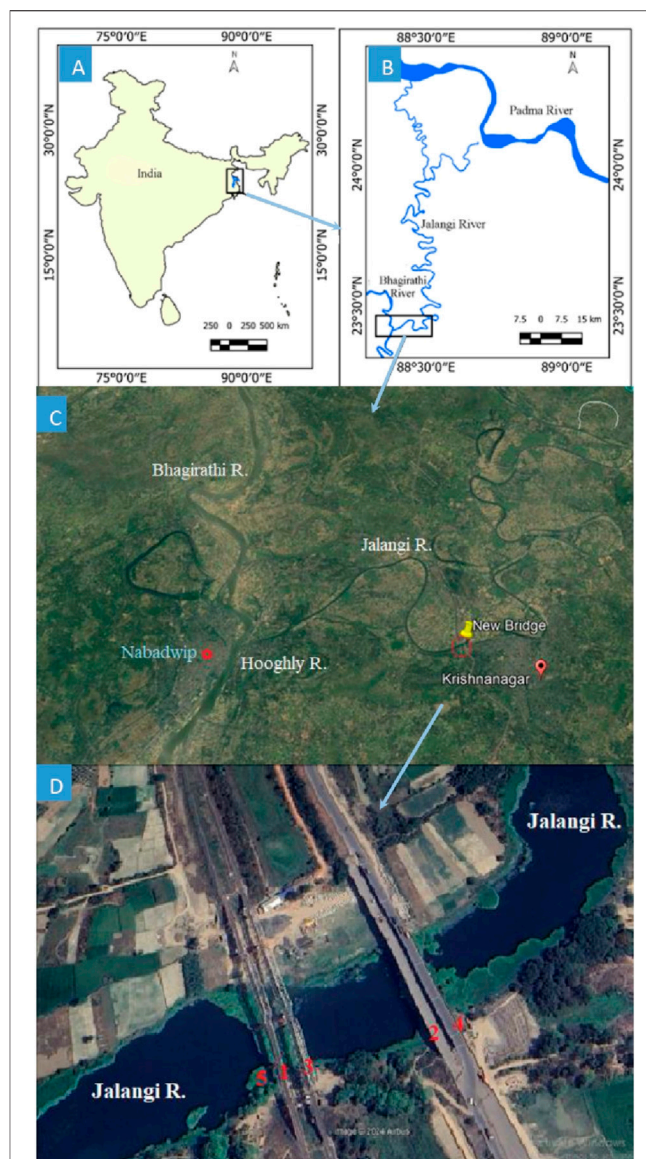 75°0'0"E
90°0'0"E
A
N
30°0'0"N
30°0'0"N
India
15°0'0"N
15°0'0"N
250 0 250 500 km
75°0'0"E
90°0'0"E
88°30'0"E
89°0'0"E
B
N
Padma River
24°0'0"N
24°0'0"N
Jalangi River
Bhagirathi
River
23°30'0"N
23°30'0"N
7.5 0 7.5 15 km
88°30'0"E
89°0'0"E
C
Bhagirathi R.
Jalangi R.
New Bridge
Nabadwip
Hooghly R.
Krishnanagar
D
Jalangi R.
2 4
5 1 3
Jalangi R.
Image © 2024 Airbus